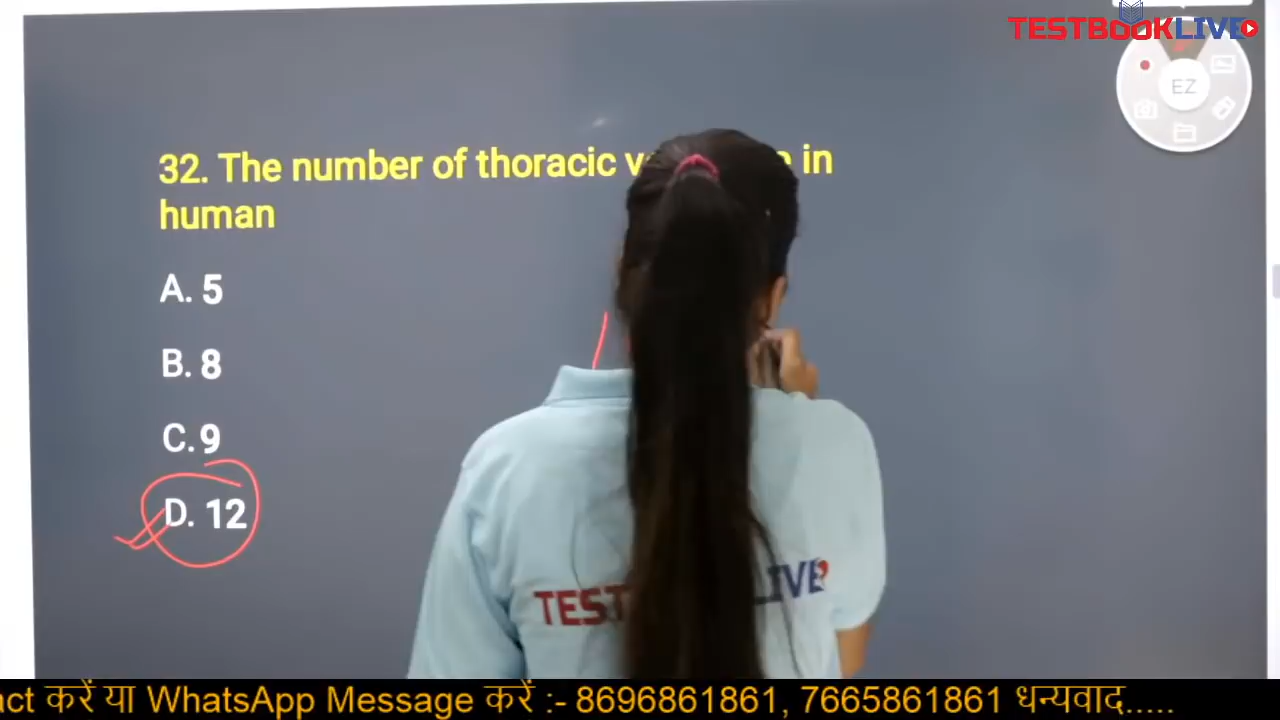 TESTBOOKLIVE
EZ
32. The number of thoracic in
human
A. 5
B. 8
C. 9
D. 12
TEST LIVE
act करें या WhatsApp Message करें :- 8696861861, 7665861861 धन्यवाद.....